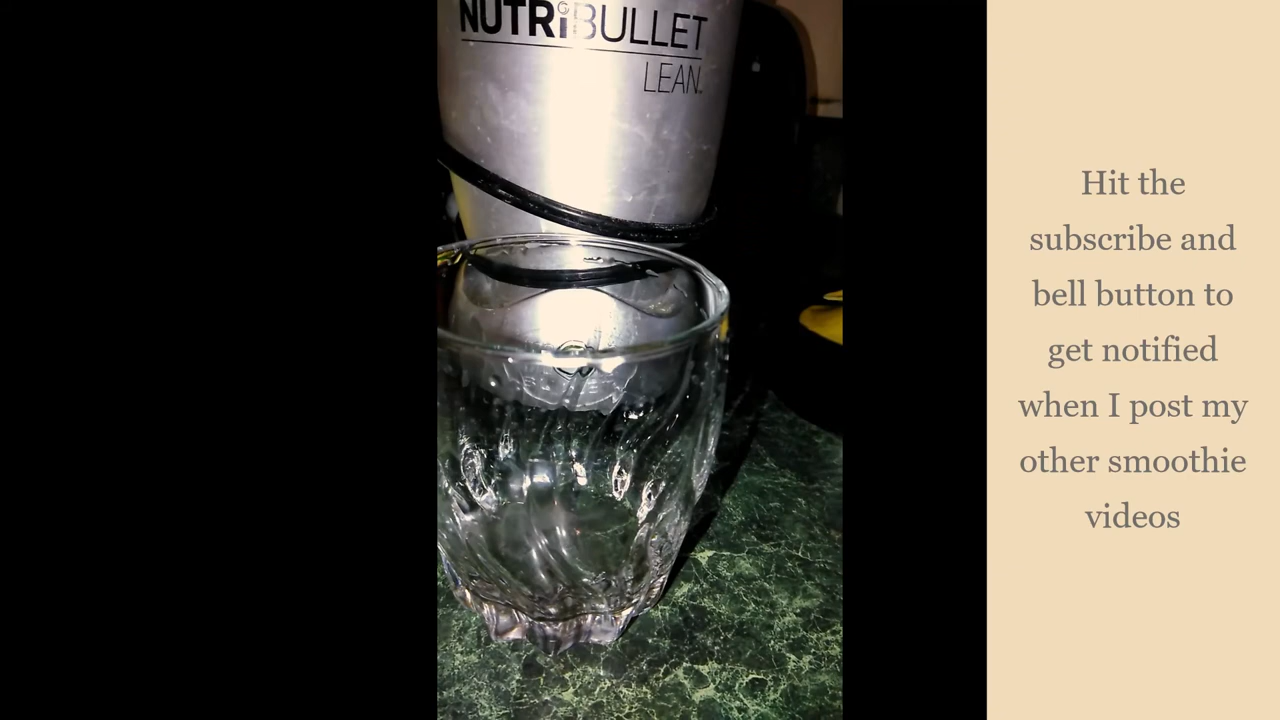 NUTRiBULLET
LEAN
Hit the
subscribe and
bell button to
get notified
when I post my
other smoothie
videos